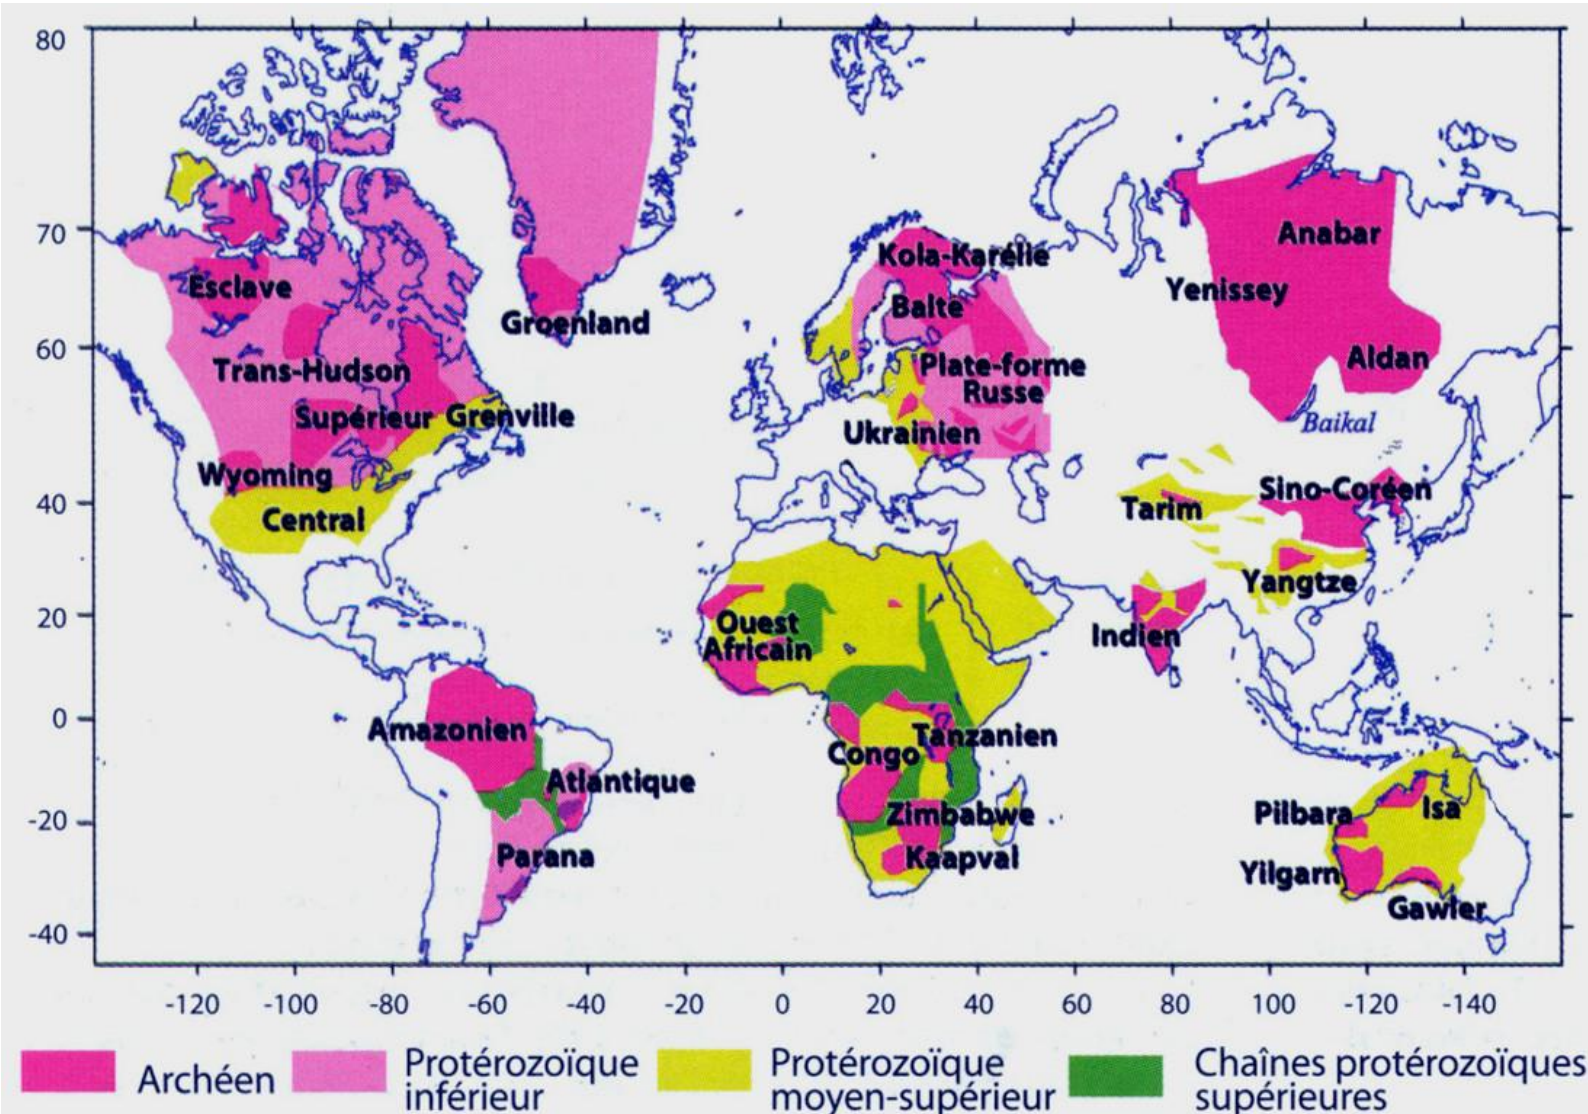 80
70
60
40
20
0
-20
-40
Anabar
Kola-Karélie
Esclave
Yenissey
Balte
Groenland
Aldan
Plate-forme
Russe
Trans-Hudson
Supérieur
Grenville
Baikal
Ukrainien
Wyoming
Sino-Coréen
Tarim
Central
Yangtze
Ouest
Africain
Indien
Amazonien
Tanzanien
Congo
Atlantique
Zimbabwe
Pilbara
Isa
Parana
Kaapval
Yilgarn
Gawler
-120 -100 -80 -60 -40 -20 0 20 40 60 80 100 -120 -140
Archéen
Protérozoïque
inférieur
Protérozoïque
moyen-supérieur
Chaînes protérozoïques
supérieures